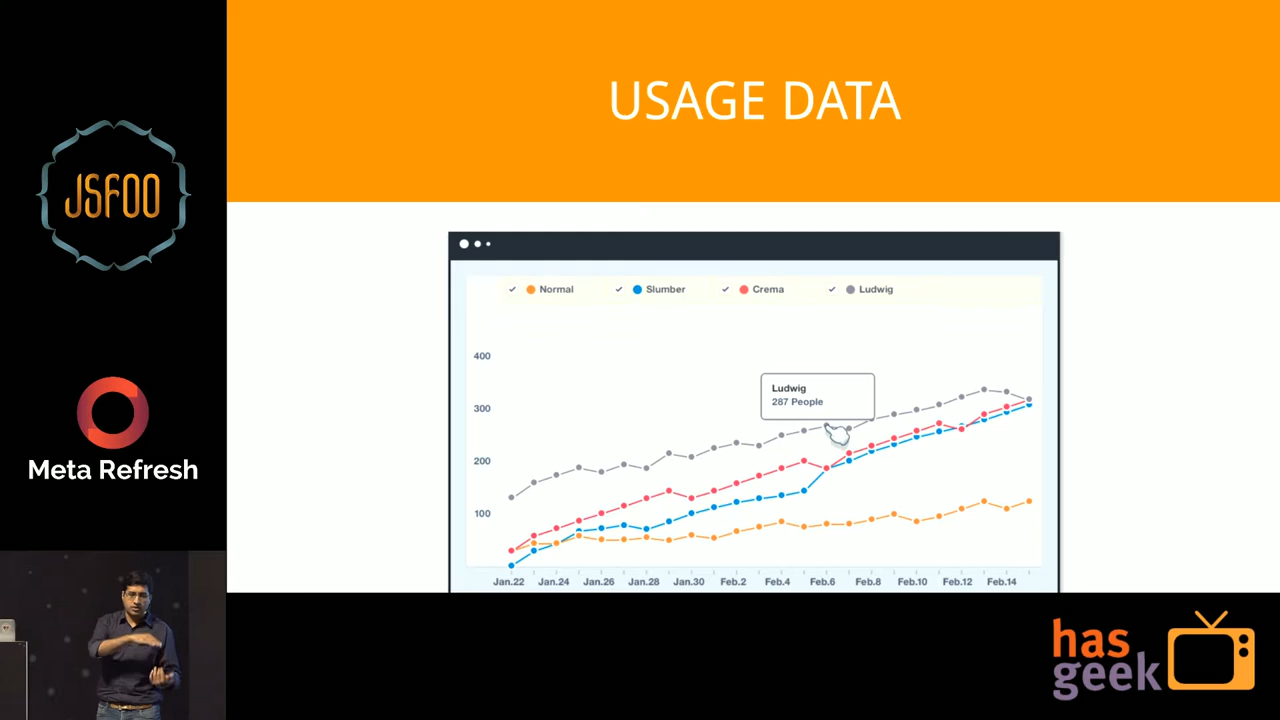 USAGE DATA
JSFOO
Meta Refresh
Normal Slumber Crema Ludwig
400
300
200
100
Ludwig
287 People
Jan.22 Jan.24 Jan.26 Jan.28 Jan.30 Feb.2 Feb.4 Feb.6 Feb.8 Feb.10 Feb.12 Feb.14
has
geek